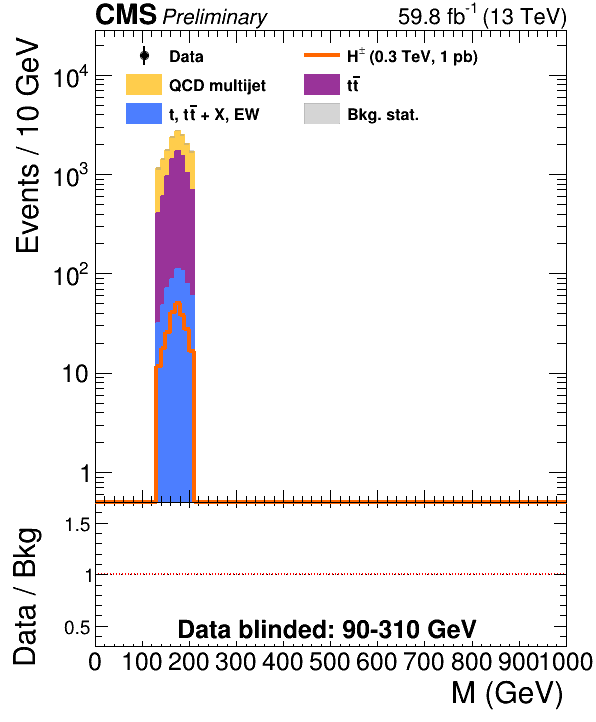 CMS Preliminary 59.8 fb⁻¹ (13 TeV)
Data
H± (0.3 TeV, 1 pb)
QCD multijet
tt̄
t, tt̄ + X, EW
Bkg. stat.
Events / 10 GeV
10⁴
10³
10²
10
1
Data / Bkg
1.5
1
0.5
Data blinded: 90-310 GeV
0 100 200 300 400 500 600 700 800 900 1000
M (GeV)